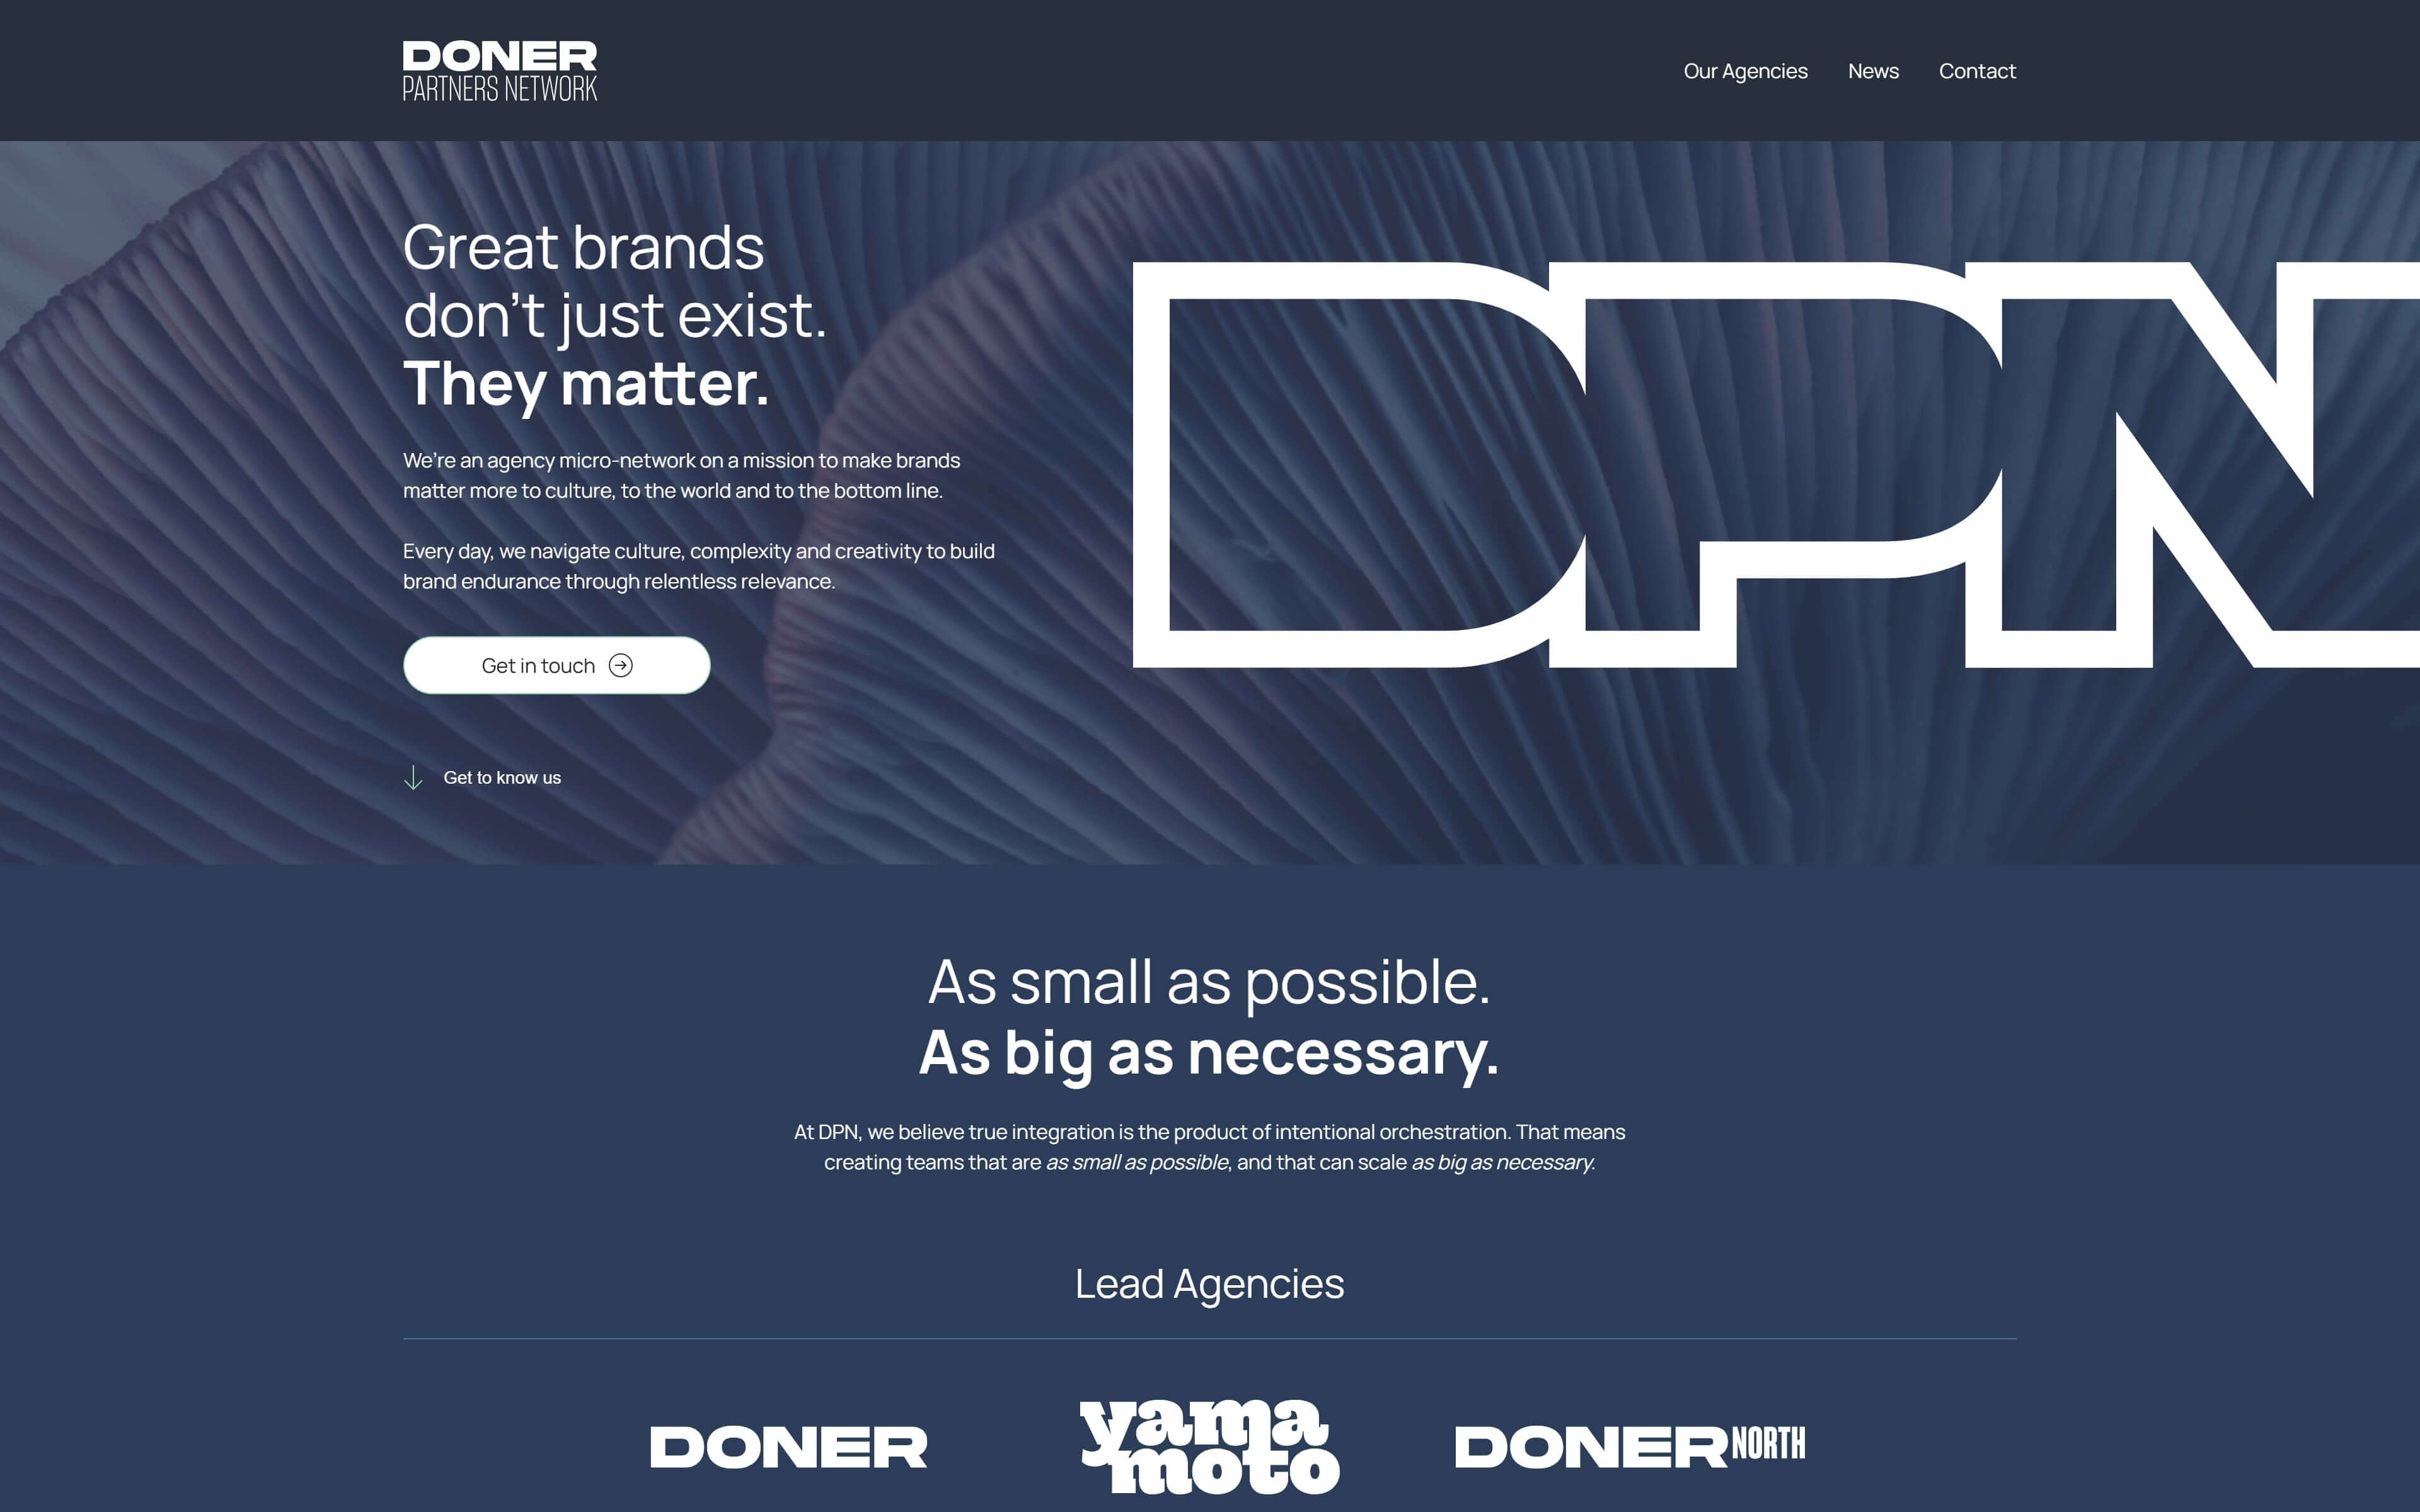 DONER
PARTNERS NETWORK
Our Agencies
News
Contact
Great brands
don’t just exist.
They matter.
We’re an agency micro-network on a mission to make brands
matter more to culture, to the world and to the bottom line.
Every day, we navigate culture, complexity and creativity to build
brand endurance through relentless relevance.
Get in touch
Get to know us
DPN
As small as possible.
As big as necessary.
At DPN, we believe true integration is the product of intentional orchestration. That means
creating teams that are as small as possible, and that can scale as big as necessary.
Lead Agencies
DONER
yama
moto
DONER NORTH